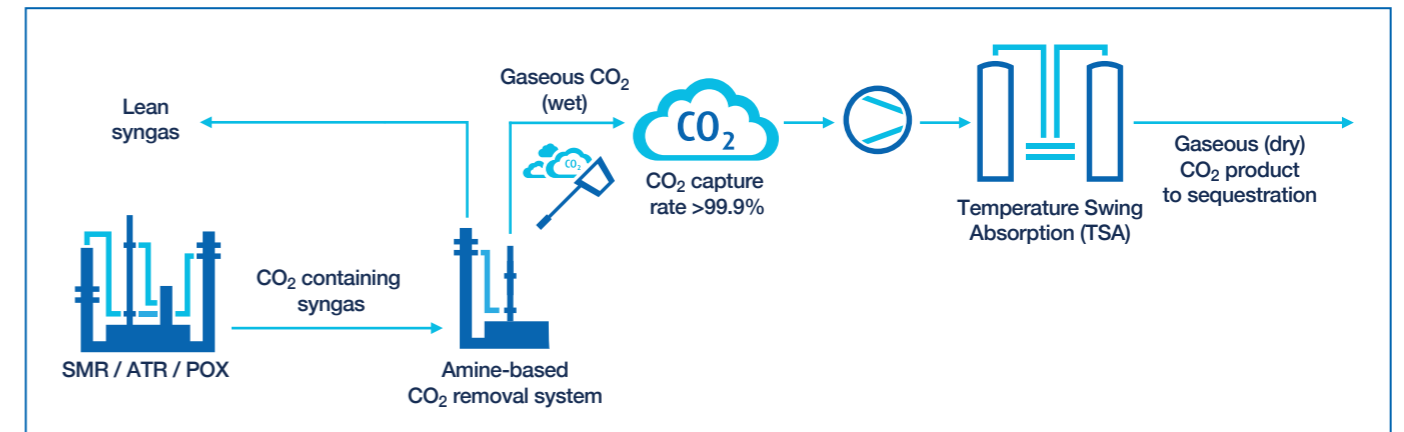 Lean
syngas
Gaseous CO₂
(wet)
CO₂
CO₂
CO₂ capture
rate >99.9%
Temperature Swing
Absorption (TSA)
Gaseous (dry)
CO₂ product
to sequestration
SMR / ATR / POX
CO₂ containing
syngas
Amine-based
CO₂ removal system